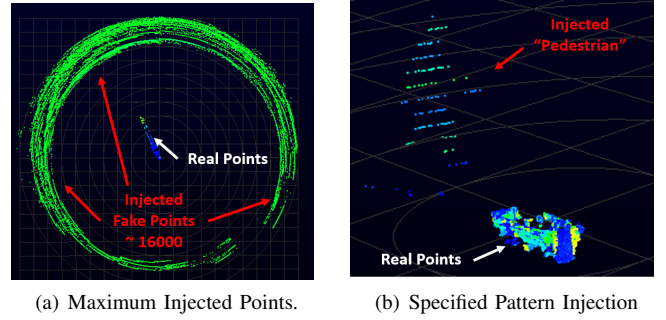 Real Points
Injected
Fake Points
~ 16000
(a) Maximum Injected Points.
Injected
“Pedestrian”
Real Points
(b) Specified Pattern Injection